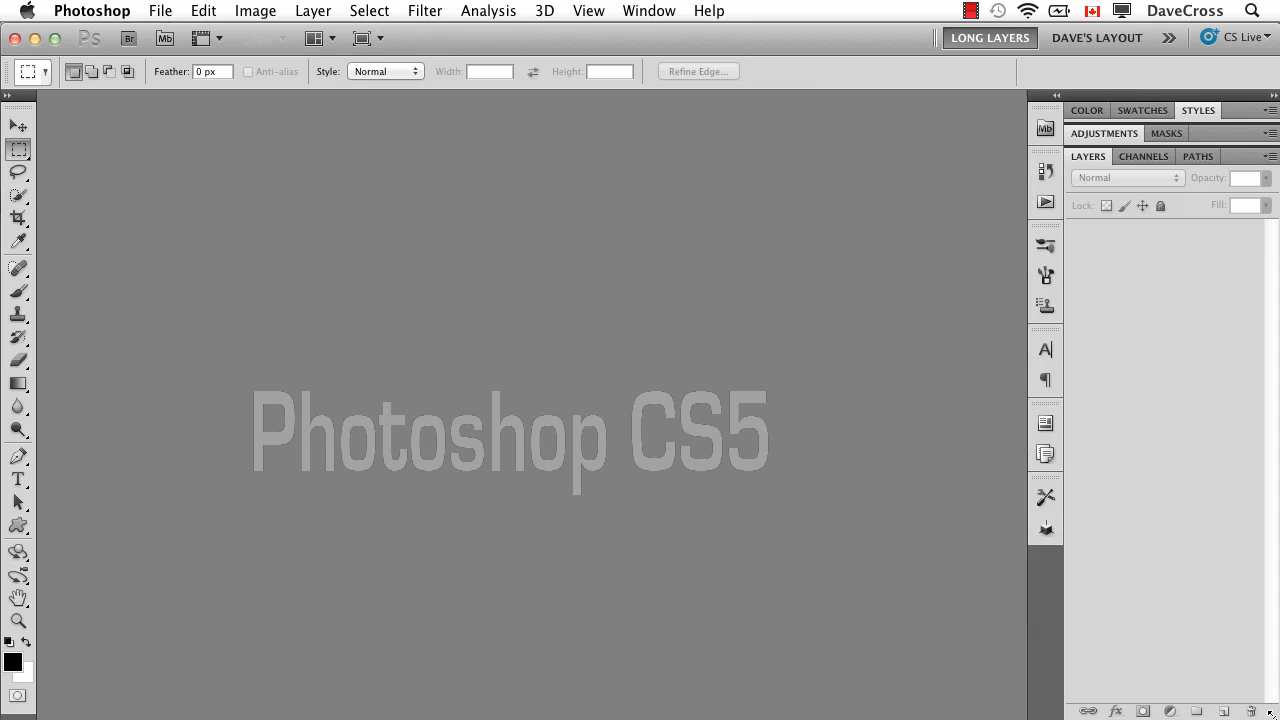 Photoshop File Edit Image Layer Select Filter Analysis 3D View Window Help DaveCross
Ps Br Mb LONG LAYERS DAVE'S LAYOUT CS Live
Feather: 0 px Anti-alias Style: Normal Width: Height: Refine Edge...
COLOR SWATCHES STYLES
Mb
ADJUSTMENTS MASKS
LAYERS CHANNELS PATHS
Normal Opacity:
Lock: Fill:
A
Photoshop CS5
T
fx